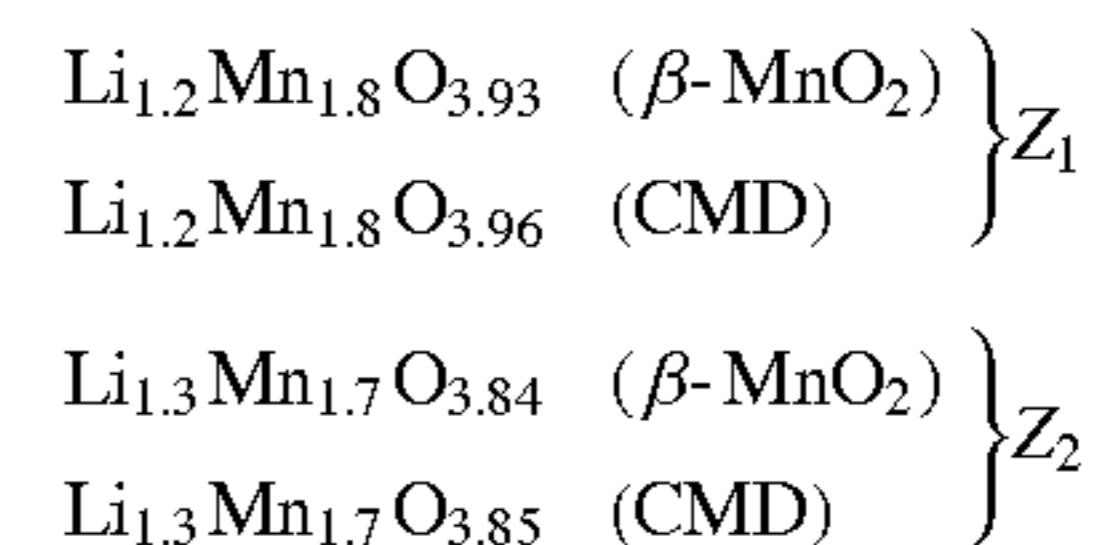 Li₁.₂Mn₁.₈O₃.₉₃ (β-MnO₂)
Li₁.₂Mn₁.₈O₃.₉₆ (CMD)
Z₁
Li₁.₃Mn₁.₇O₃.₈₄ (β-MnO₂)
Li₁.₃Mn₁.₇O₃.₈₅ (CMD)
Z₂